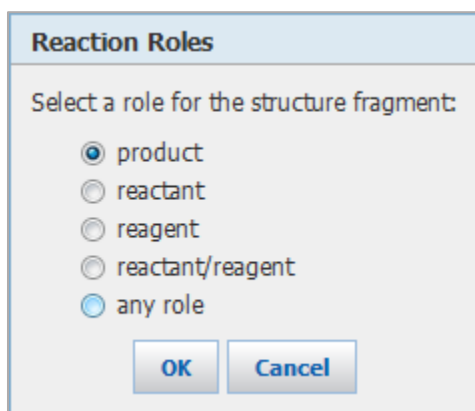 Reaction Roles
Select a role for the structure fragment:
product
reactant
reagent
reactant/reagent
any role
OK Cancel